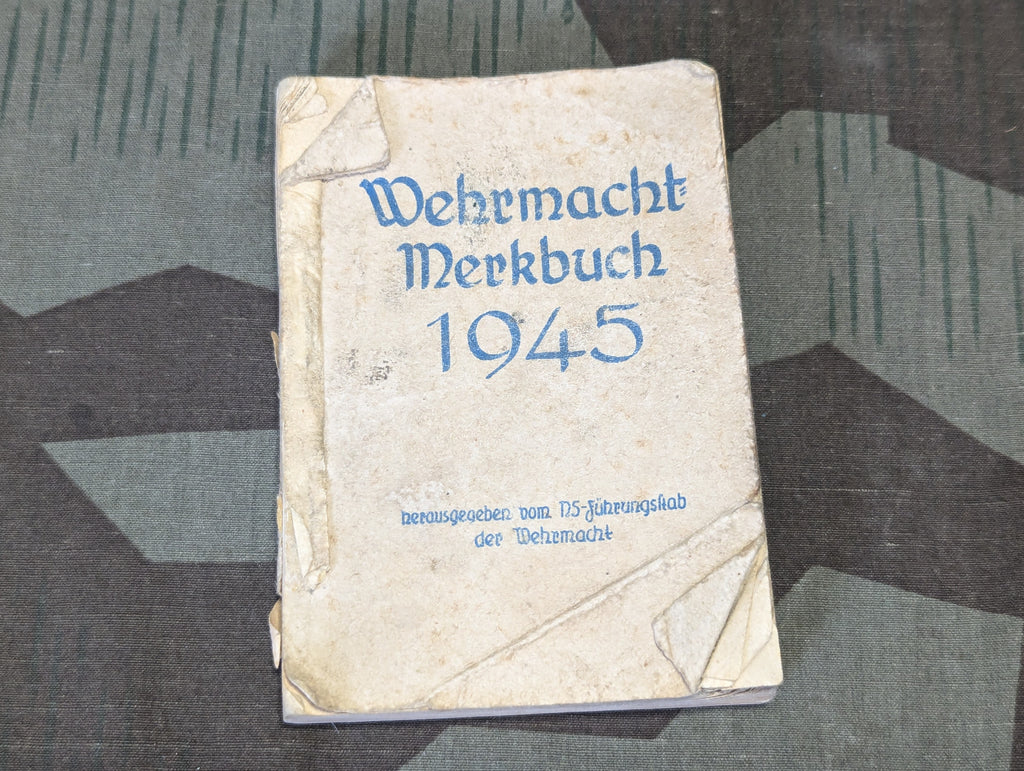 Wehrmacht-
Merkbuch
1945
herausgegeben vom NS-Führungsstab
der Wehrmacht